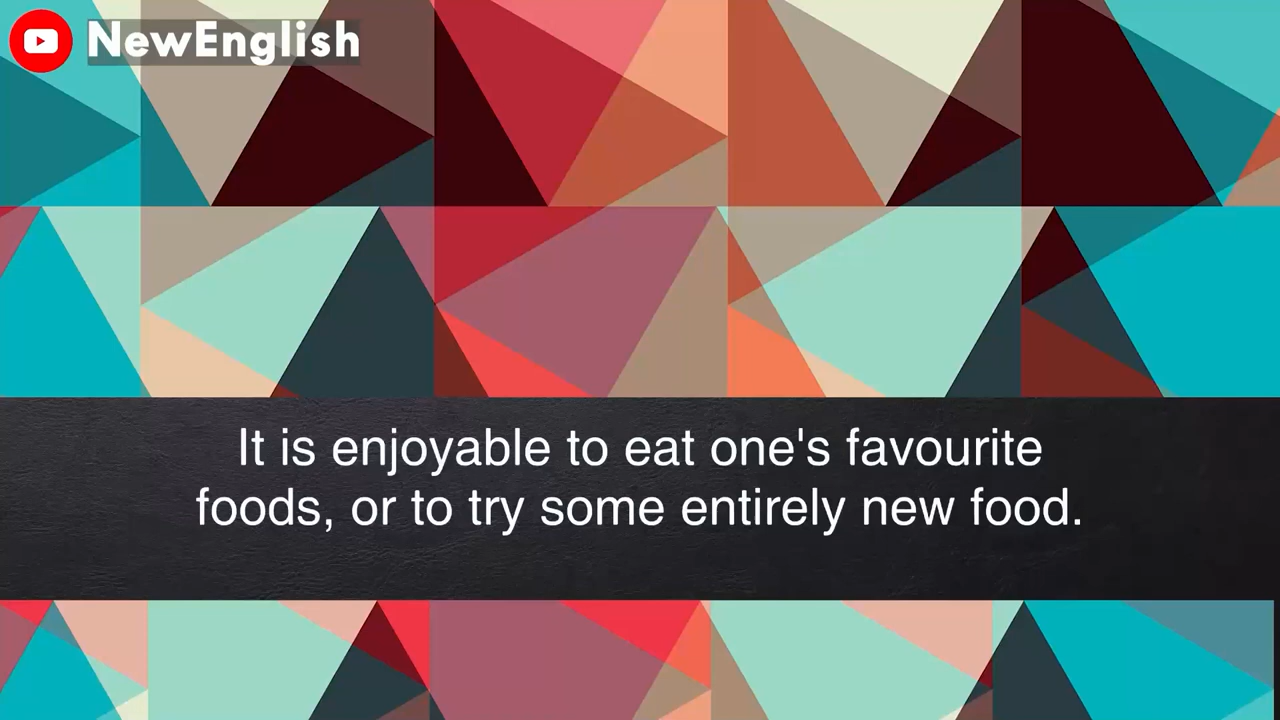 NewEnglish
It is enjoyable to eat one's favourite
foods, or to try some entirely new food.